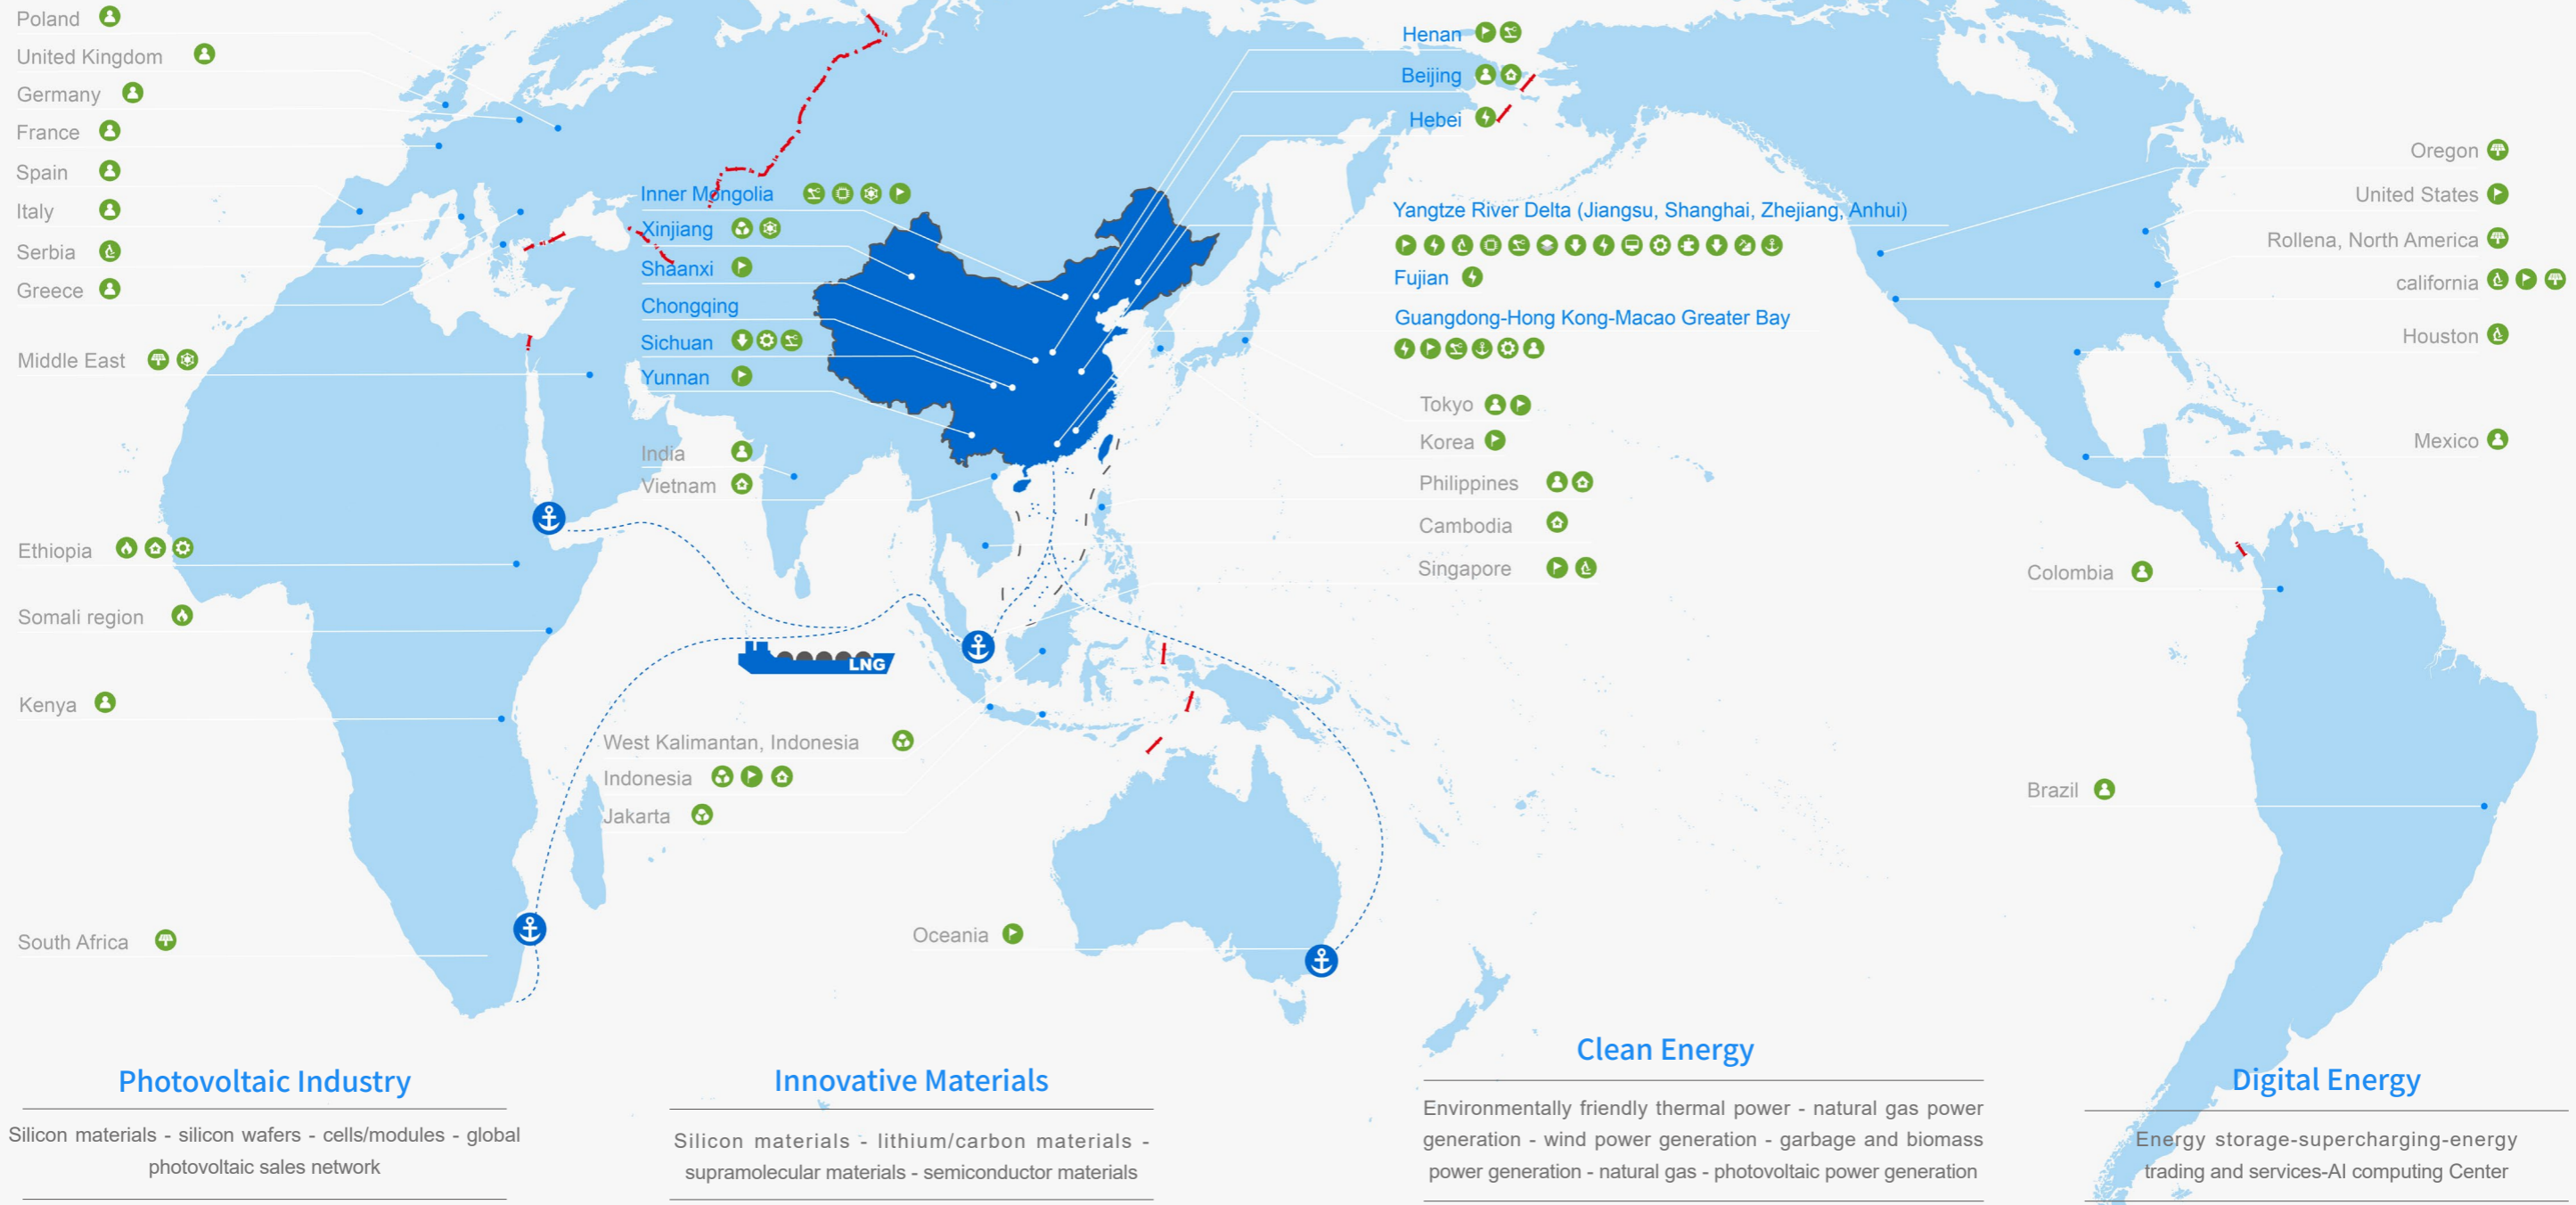 Poland
United Kingdom
Germany
France
Spain
Italy
Serbia
Greece
Middle East
Ethiopia
Somali region
Kenya
South Africa
Inner Mongolia
Xinjiang
Shaanxi
Chongqing
Sichuan
Yunnan
India
Vietnam
LNG
West Kalimantan, Indonesia
Indonesia
Jakarta
Oceania
Henan
Beijing
Hebei
Yangtze River Delta (Jiangsu, Shanghai, Zhejiang, Anhui)
Fujian
Guangdong-Hong Kong-Macao Greater Bay
Tokyo
Korea
Philippines
Cambodia
Singapore
Oregon
United States
Rollena, North America
california
Houston
Mexico
Colombia
Brazil
Photovoltaic Industry
Silicon materials - silicon wafers - cells/modules - global
photovoltaic sales network
Innovative Materials
Silicon materials - lithium/carbon materials -
supramolecular materials - semiconductor materials
Clean Energy
Environmentally friendly thermal power - natural gas power
generation - wind power generation - garbage and biomass
power generation - natural gas - photovoltaic power generation
Digital Energy
Energy storage-supercharging-energy
trading and services-AI computing Center